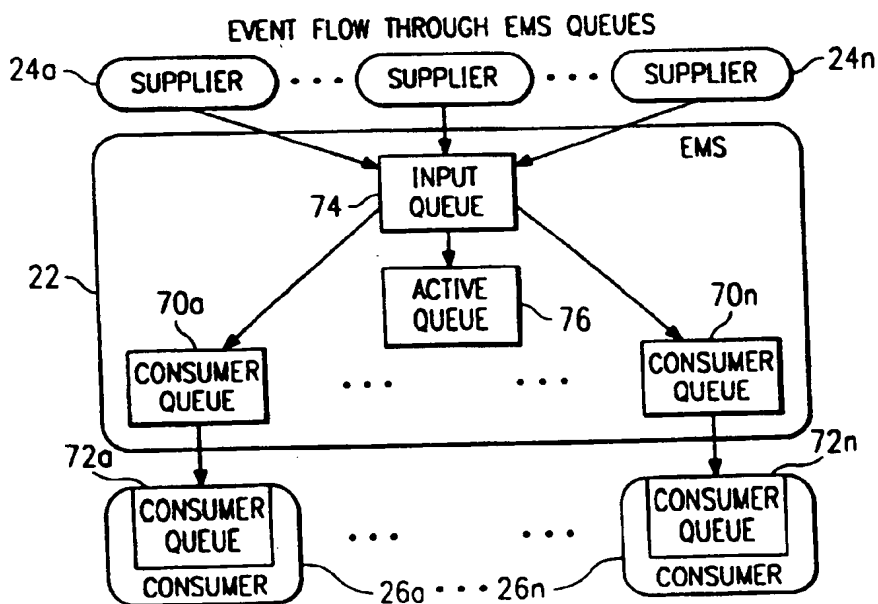 EVENT FLOW THROUGH EMS QUEUES
24a SUPPLIER ... SUPPLIER ... SUPPLIER 24n
EMS
74 INPUT
QUEUE
22
ACTIVE
QUEUE 76
70a 70n
CONSUMER
QUEUE
... ...
CONSUMER
QUEUE
72a 72n
CONSUMER
QUEUE
CONSUMER
... ...
CONSUMER
QUEUE
CONSUMER
26a ... 26n